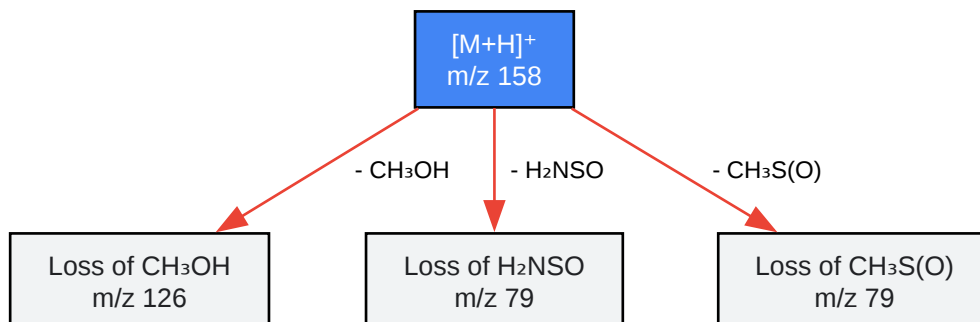 [M+H]⁺
m/z 158
- CH₃OH
- H₂NSO
- CH₃S(O)
Loss of CH₃OH
m/z 126
Loss of H₂NSO
m/z 79
Loss of CH₃S(O)
m/z 79